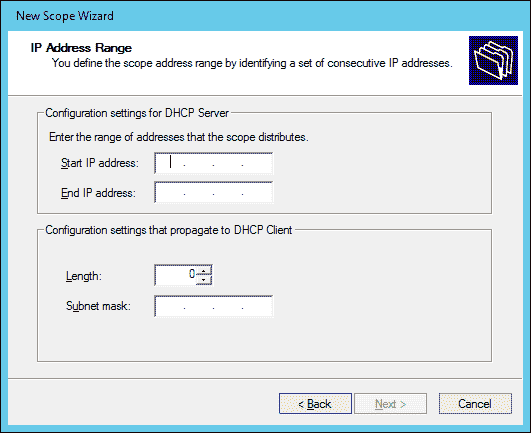 New Scope Wizard
IP Address Range
You define the scope address range by identifying a set of consecutive IP addresses.
Configuration settings for DHCP Server
Enter the range of addresses that the scope distributes.
Start IP address: . . .
End IP address: . . .
Configuration settings that propagate to DHCP Client
Length: 0
Subnet mask: . . .
< Back Next > Cancel